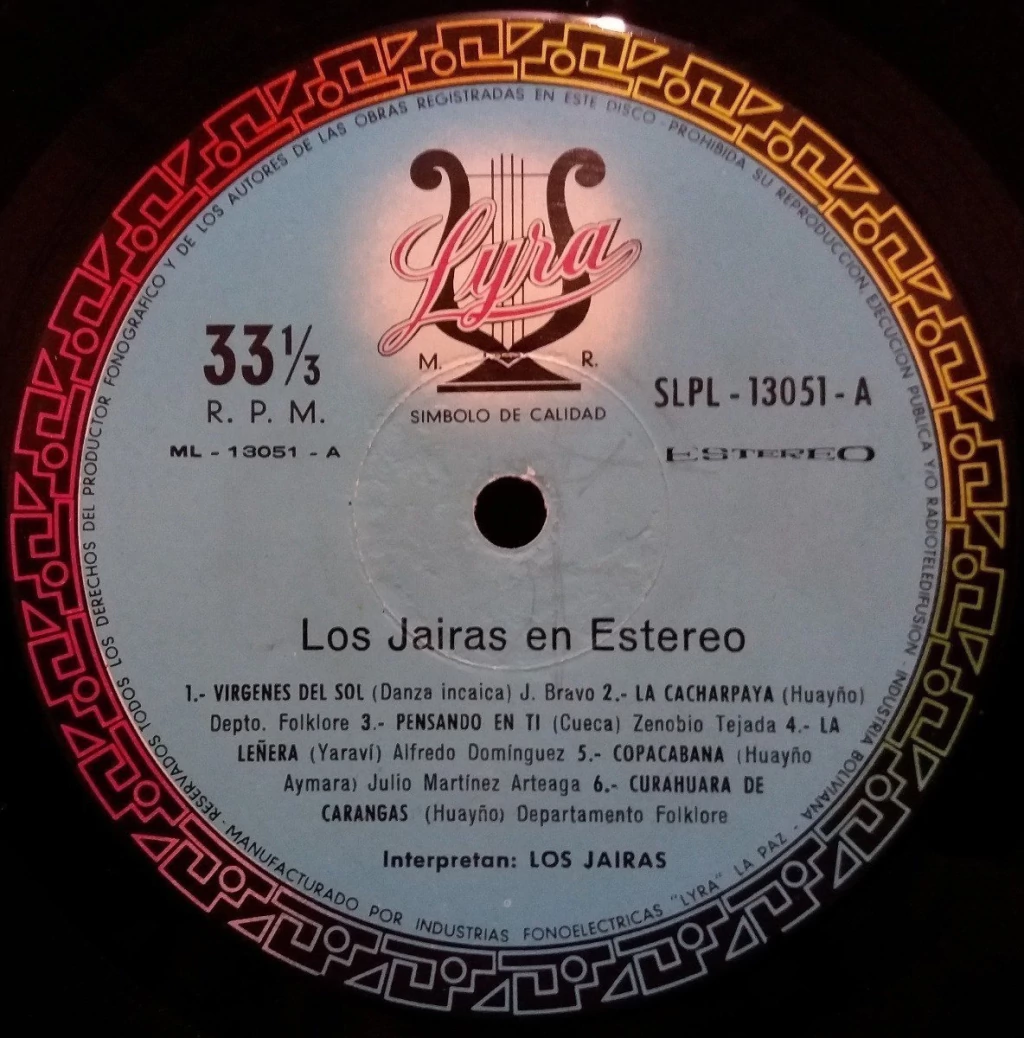 RESERVADOS TODOS LOS DERECHOS DEL PRODUCTOR FONOGRAFICO Y DE LOS AUTORES DE LAS OBRAS REGISTRADAS EN ESTE DISCO - PROHIBIDA SU REPRODUCCION EJECUCION PUBLICA Y/O RADIOTELEDIFUSION - INDUSTRIA BOLIVIANA -
Lyra
M. R.
SIMBOLO DE CALIDAD
33 1/3
R. P. M.
ML - 13051 - A
SLPL - 13051 - A
ESTEREO
Los Jairas en Estereo
1.- VIRGENES DEL SOL (Danza incaica) J. Bravo 2.- LA CACHARPAYA (Huayño)
Depto. Folklore 3.- PENSANDO EN TI (Cueca) Zenobio Tejada 4.- LA
LEÑERA (Yaraví) Alfredo Domínguez 5.- COPACABANA (Huayño
Aymara) Julio Martínez Arteaga 6.- CURAHUARA DE
CARANGAS (Huayño) Departamento Folklore
Interpretan: LOS JAIRAS
- MANUFACTURADO POR INDUSTRIAS FONOELECTRICAS "LYRA" LA PAZ -